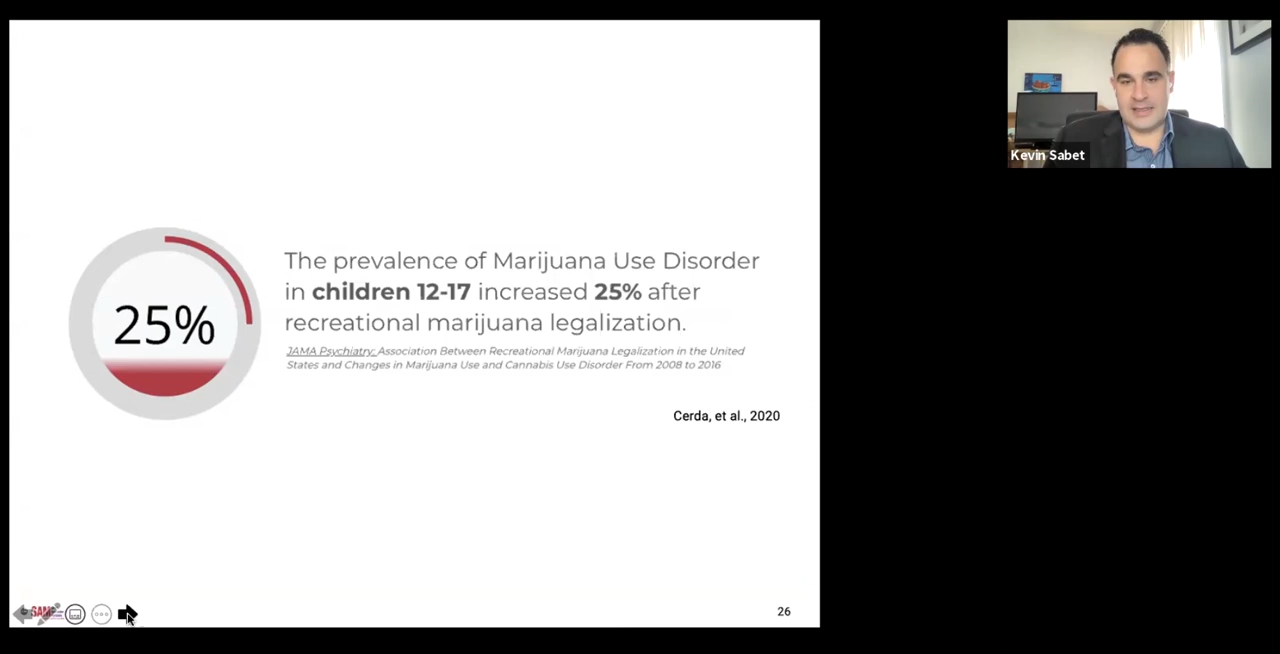 25%
The prevalence of Marijuana Use Disorder
in children 12-17 increased 25% after
recreational marijuana legalization.
JAMA Psychiatry: Association Between Recreational Marijuana Legalization in the United
States and Changes in Marijuana Use and Cannabis Use Disorder From 2008 to 2016
Cerda, et al., 2020
SAM
26
Kevin Sabet